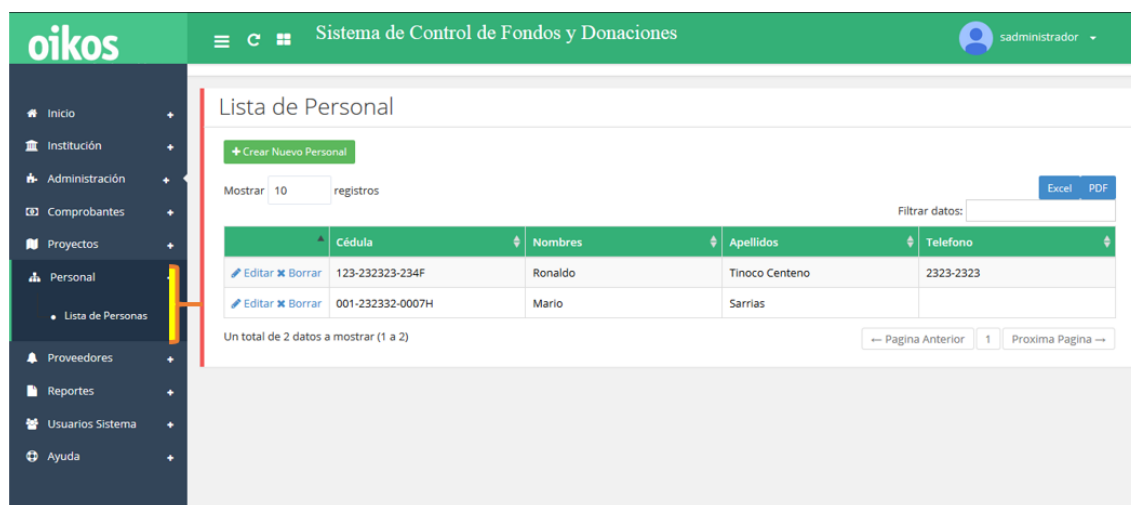 oikos
Sistema de Control de Fondos y Donaciones
sadministrador
Inicio
Institución
Administración
Comprobantes
Proyectos
Personal
Lista de Personas
Proveedores
Reportes
Usuarios Sistema
Ayuda
Lista de Personal
Crear Nuevo Personal
Mostrar 10 registros
Excel PDF
Filtrar datos:
Cédula Nombres Apellidos Telefono
Editar Borrar 123-232323-234F Ronaldo Tinoco Centeno 2323-2323
Editar Borrar 001-232332-0007H Mario Sarrias
Un total de 2 datos a mostrar (1 a 2)
← Pagina Anterior 1 Proxima Pagina →